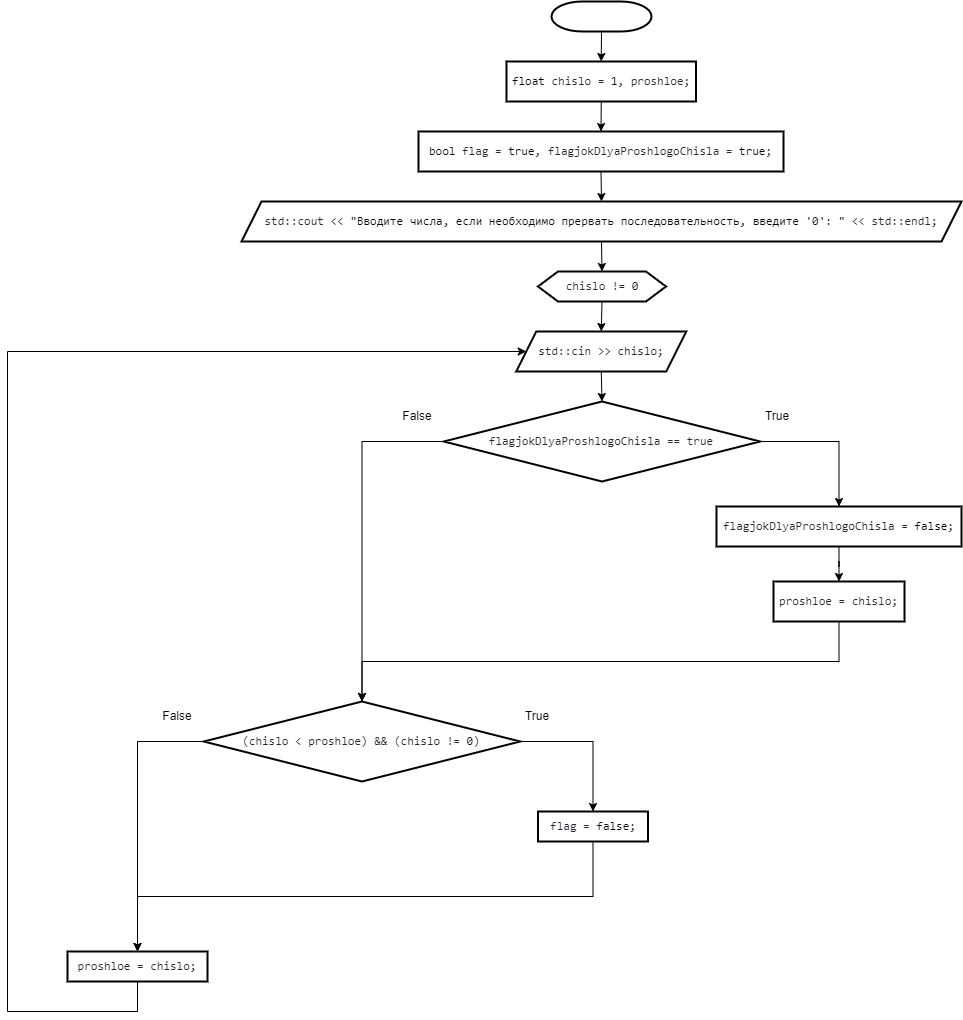 float chislo = 1, proshloe;
bool flag = true, flagjokDlyaProshlogoChisla = true;
std::cout << "Вводите числа, если необходимо прервать последовательность, введите '0': " << std::endl;
chislo != 0
std::cin >> chislo;
False
True
flagjokDlyaProshlogoChisla == true
flagjokDlyaProshlogoChisla = false;
proshloe = chislo;
False
True
(chislo < proshloe) && (chislo != 0)
flag = false;
proshloe = chislo;